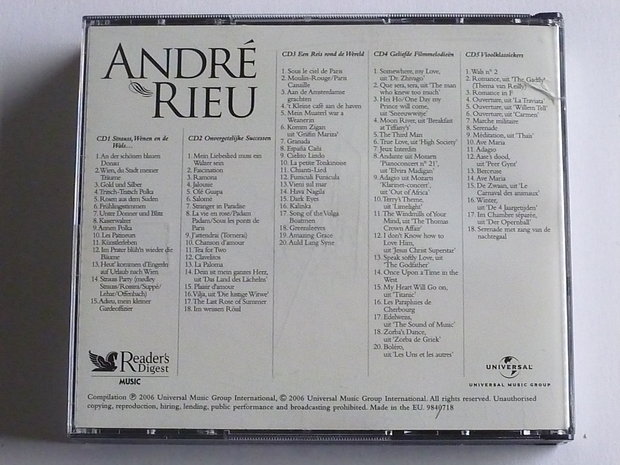 ANDRÉ
RIEU
CD1 Strauss, Wenen en de
Wals...
1. An der schönen blauen
Donau
2. Wien, du Stadt meiner
Träume
3. Gold und Silber
4. Tritsch-Tratsch Polka
5. Rosen aus dem Süden
6. Frühlingsstimmen
7. Unter Donner und Blitz
8. Kaiserwalzer
9. Annen Polka
10. Les Patineurs
11. Künstlerleben
12. Im Prater blüh'n wieder die
Bäume
13. Heut' kommen d'Engerln
auf Urlaub nach Wien
14. Strauss Party (medley
Strauss/Rossini/Suppé/
Lehar/Offenbach)
15. Adieu, mein kleiner
Gardeoffizier
CD2 Onvergetelijke Successen
1. Mein Liebeslied muss ein
Walzer sein
2. Fascination
3. Ramona
4. Jalousie
5. Olé Guapa
6. Salomé
7. Stranger in Paradise
8. La vie en rose/Padam
Padam/Sous les ponts de
Paris
9. J'attendrai (Tornerai)
10. Chanson d'amour
11. Tea for Two
12. Clavelitos
13. La Paloma
14. Dein ist mein ganzes Herz,
uit 'Das Land des Lächelns'
15. Plaisir d'amour
16. Vilja, uit 'Die lustige Witwe'
17. The Last Rose of Summer
18. Im weissen Rössl
CD3 Een Reis rond de Wereld
1. Sous le ciel de Paris
2. Moulin-Rouge/Paris
Canaille
3. Aan de Amsterdamse
grachten
4. 't Kleine café aan de haven
5. Mein Muaterl war a
Weanerin
6. Komm Zigan
uit 'Gräfin Mariza'
7. Granada
8. España Cañi
9. Cielito Lindo
10. La petite Tonkinoise
11. Chianti-Lied
12. Funiculi Funicula
13. Vieni sul mar
14. Hava Nagila
15. Dark Eyes
16. Kalinka
17. Song of the Volga
Boatmen
18. Greensleeves
19. Amazing Grace
20. Auld Lang Syne
CD4 Geliefde Filmmelodieën
1. Somewhere, my Love,
uit 'Dr. Zhivago'
2. Que sera, sera, uit 'The man
who knew too much'
3. Hei Ho/One Day my
Prince will come,
uit 'Sneeuwwitje'
4. Moon River, uit 'Breakfast
at Tiffany's'
5. The Third Man
6. True Love, uit 'High Society'
7. Jeux Interdits
8. Andante uit Mozart
'Pianoconcert n° 21',
uit 'Elvira Madigan'
9. Adagio uit Mozart
'Klarinet-concert',
uit 'Out of Africa'
10. Terry's Theme,
uit 'Limelight'
11. The Windmills of Your
Mind, uit 'The Thomas
Crown Affair'
12. I don't Know how to
Love Him,
uit 'Jesus Christ Superstar'
13. Speak softly Love, uit
'The Godfather'
14. Once Upon a Time in the
West
15. My Heart Will Go on,
uit 'Titanic'
16. Les Parapluies de
Cherbourg
17. Edelweiss,
uit 'The Sound of Music'
18. Zorba's Dance,
uit 'Zorba de Griek'
20. Boléro,
uit 'Les Uns et les autres'
CD5 Vioolklassiekers
1. Wals n° 2
2. Romance, uit 'The Gadfly'
(Thema van Reilly)
3. Romance in F
4. Ouverture, uit 'La Traviata'
5. Ouverture, uit 'Willem Tell'
6. Ouverture, uit 'Carmen'
7. Marche militaire
8. Serenade
9. Méditation, uit 'Thaïs'
10. Ave Maria
11. Adagio
12. Aase's dood,
uit 'Peer Gynt'
13. Berceuse
14. Ave Maria
15. De Zwaan, uit 'Le
Carnaval des animaux'
16. Winter,
uit 'De 4 Jaargetijden'
17. Im Chambre séparée,
uit 'Der Opernball'
18. Serenade met zang van de
nachtegaal
Reader's
Digest
MUSIC
UNIVERSAL
UNIVERSAL MUSIC GROUP
Compilation ℗ 2006 Universal Music Group International, © 2006 Universal Music Group International. All rights reserved. Unauthorised
copying, reproduction, hiring, lending, public performance and broadcasting prohibited. Made in the EU. 9840718